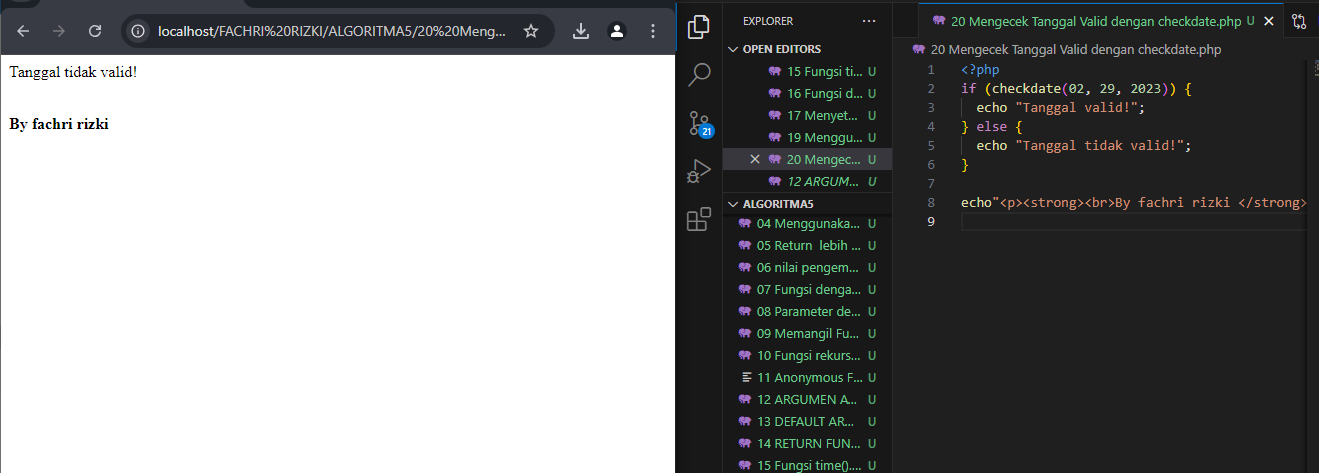 localhost/FACHRI%20RIZKI/ALGORITMA5/20%20Meng...
Tanggal tidak valid!
By fachri rizki
21
EXPLORER
OPEN EDITORS
15 Fungsi ti... U
16 Fungsi d... U
17 Menyet... U
19 Menggu... U
20 Mengec... U
12 ARGUM... U
ALGORITMA5
04 Menggunaka... U
05 Return lebih ... U
06 nilai pengem... U
07 Fungsi denga... U
08 Parameter de... U
09 Memangil Fu... U
10 Fungsi rekurs... U
11 Anonymous F... U
12 ARGUMEN A... U
13 DEFAULT AR... U
14 RETURN FUN... U
15 Fungsi time().... U
20 Mengecek Tanggal Valid dengan checkdate.php U
20 Mengecek Tanggal Valid dengan checkdate.php
1 <?php
2 if (checkdate(02, 29, 2023)) {
3 echo "Tanggal valid!";
4 } else {
5 echo "Tanggal tidak valid!";
6 }
7
8 echo"<p><strong><br>By fachri rizki </strong>
9